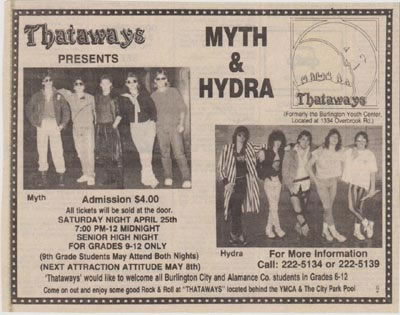 Thataways
PRESENTS
MYTH
&
HYDRA
Thataways
(Formerly the Burlington Youth Center,
Located at 1334 Overbrook Rd.)
Myth
Admission $4.00
All tickets will be sold at the door.
SATURDAY NIGHT APRIL 25th
7:00 PM-12 MIDNIGHT
SENIOR HIGH NIGHT
FOR GRADES 9-12 ONLY
(9th Grade Students May Attend Both Nights)
(NEXT ATTRACTION ATTITUDE MAY 8th)
Hydra
For More Information
Call: 222-5134 or 222-5139
'Thataways' would like to welcome all Burlington City and Alamance Co. students in Grades 6-12
Come on out and enjoy some good Rock & Roll at "THATAWAYS" located behind the YMCA & The City Park Pool